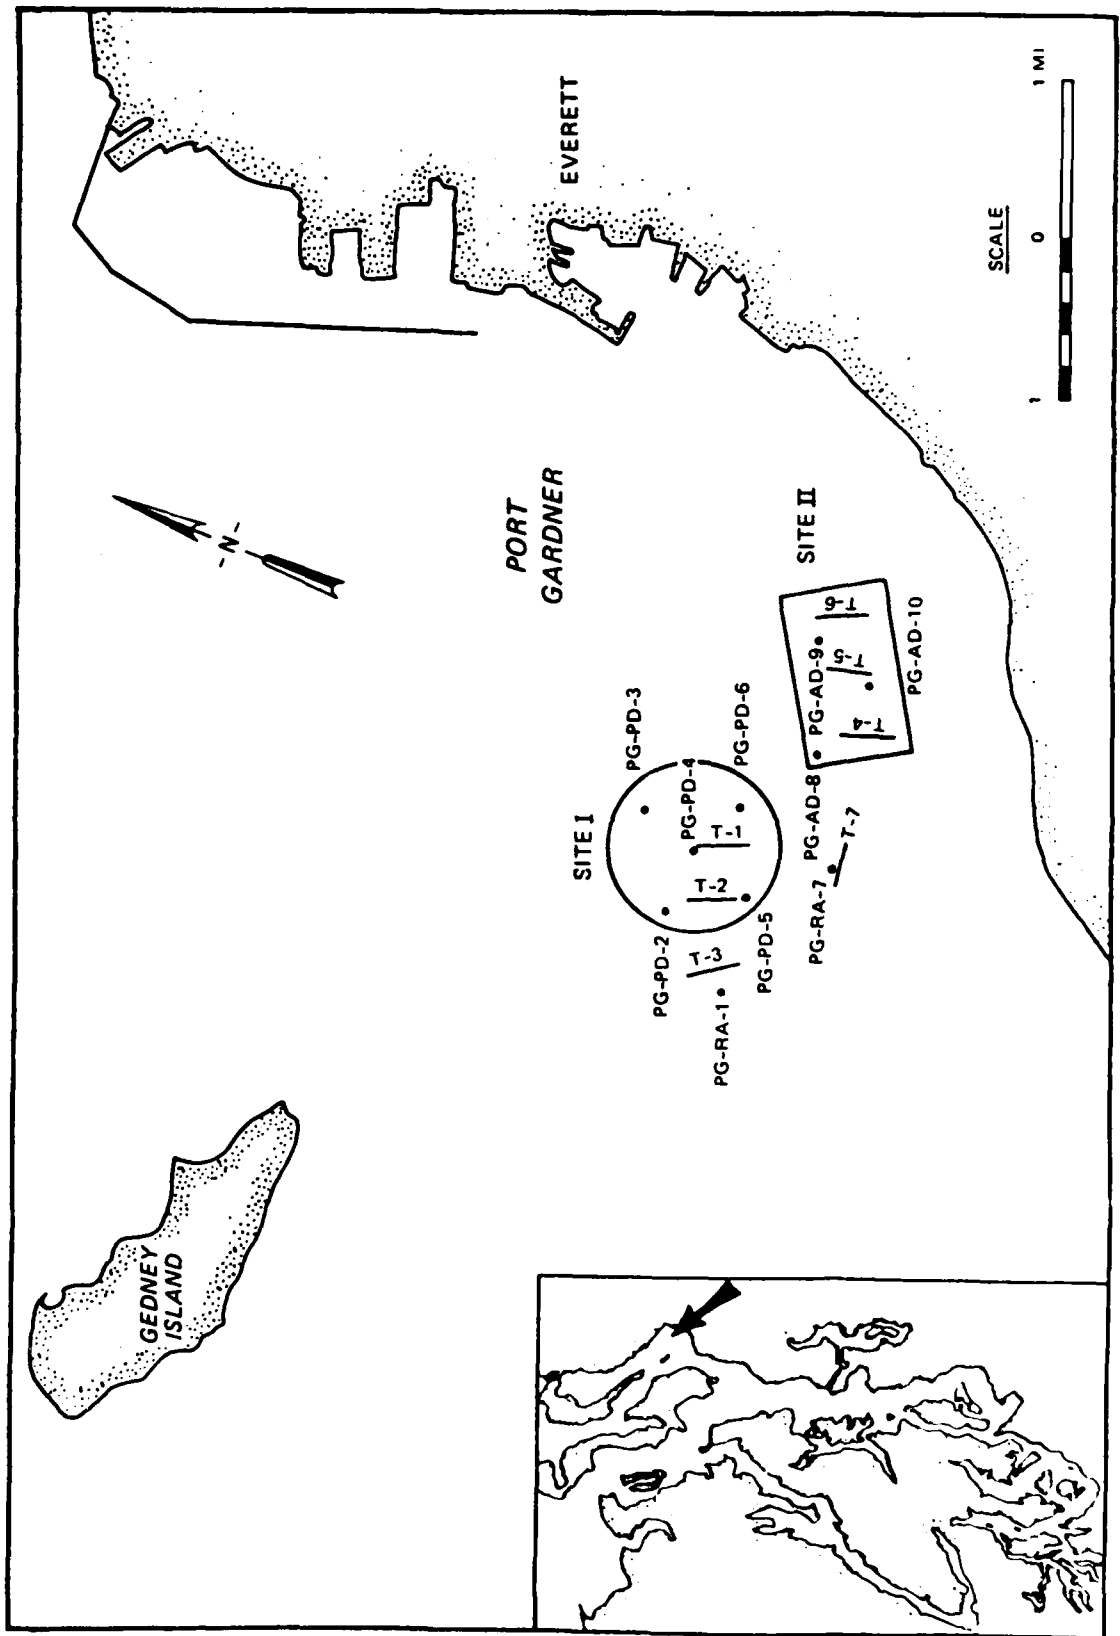 EVERETT
1 MI
0
1
SCALE
-N-
PORT
GARDNER
SITE II
T-6
PG-AD-9
T-5
PG-AD-10
T-4
PG-AD-8
T-7
PG-RA-7
SITE I
PG-PD-3
PG-PD-6
PG-PD-4
T-1
T-2
PG-PD-2
T-3
PG-PD-5
PG-RA-1
GEDNEY
ISLAND